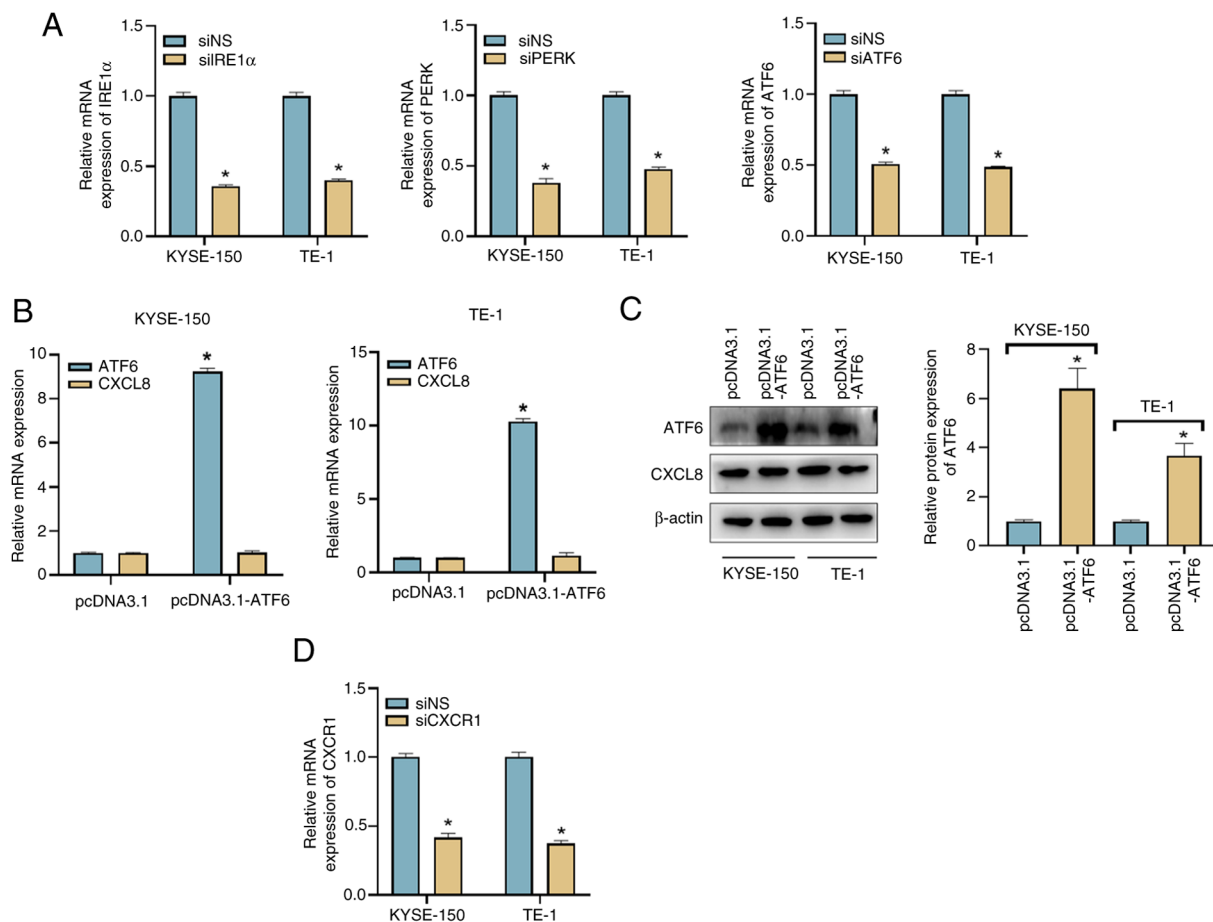 A
Relative mRNA
expression of IRE1α
1.5
1.0
0.5
0.0
siNS
siIRE1α
*
*
KYSE-150
TE-1
Relative mRNA
expression of PERK
1.5
1.0
0.5
0.0
siNS
siPERK
*
*
KYSE-150
TE-1
Relative mRNA
expression of ATF6
1.5
1.0
0.5
0.0
siNS
siATF6
*
*
KYSE-150
TE-1
B
KYSE-150
Relative mRNA expression
10
8
6
4
2
0
ATF6
CXCL8
*
pcDNA3.1
pcDNA3.1-ATF6
TE-1
Relative mRNA expression
15
10
5
0
ATF6
CXCL8
*
pcDNA3.1
pcDNA3.1-ATF6
C
pcDNA3.1
pcDNA3.1
-ATF6
pcDNA3.1
pcDNA3.1
-ATF6
ATF6
CXCL8
β-actin
KYSE-150
TE-1
Relative protein expression
of ATF6
8
6
4
2
0
KYSE-150
*
TE-1
*
pcDNA3.1
pcDNA3.1
-ATF6
pcDNA3.1
pcDNA3.1
-ATF6
D
Relative mRNA
expression of CXCR1
1.5
1.0
0.5
0.0
siNS
siCXCR1
*
*
KYSE-150
TE-1